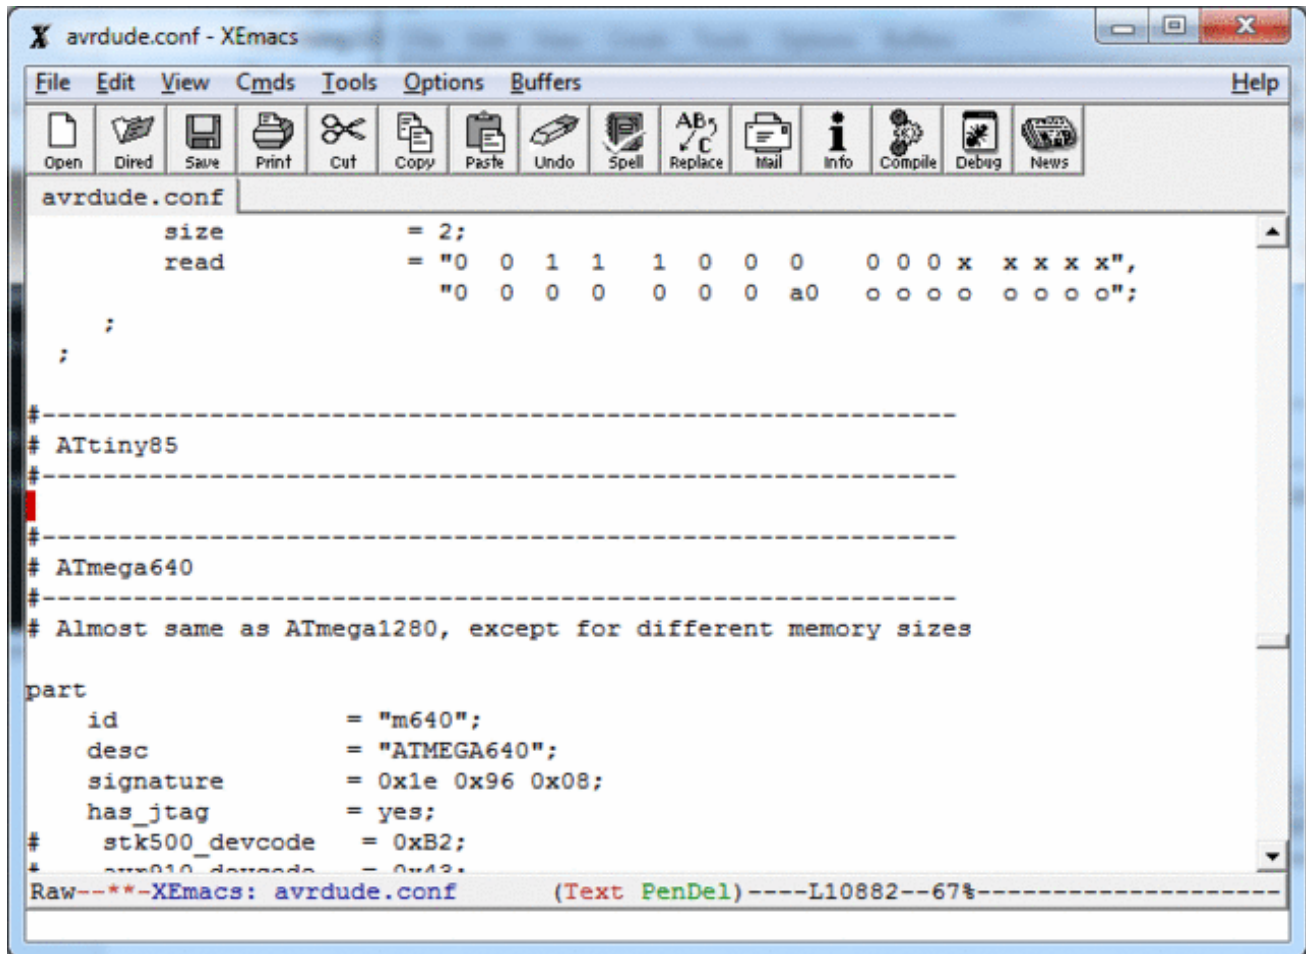 avrdude.conf - XEmacs
File Edit View Cmds Tools Options Buffers Help
Open Dired Save Print Cut Copy Paste Undo Spell Replace Mail Info Compile Debug News
avrdude.conf
size = 2;
read = "0 0 1 1 1 0 0 0 0 0 0 x x x x x",
"0 0 0 0 0 0 0 a0 o o o o o o o o";
;
;
#------------------------------------------------------------
# ATtiny85
#------------------------------------------------------------
#------------------------------------------------------------
# ATmega640
#------------------------------------------------------------
# Almost same as ATmega1280, except for different memory sizes
part
id = "m640";
desc = "ATMEGA640";
signature = 0x1e 0x96 0x08;
has_jtag = yes;
# stk500_devcode = 0xB2;
# avr910_devcode = 0x43;
Raw--**-XEmacs: avrdude.conf (Text PenDel)----L10882--67%--------------------